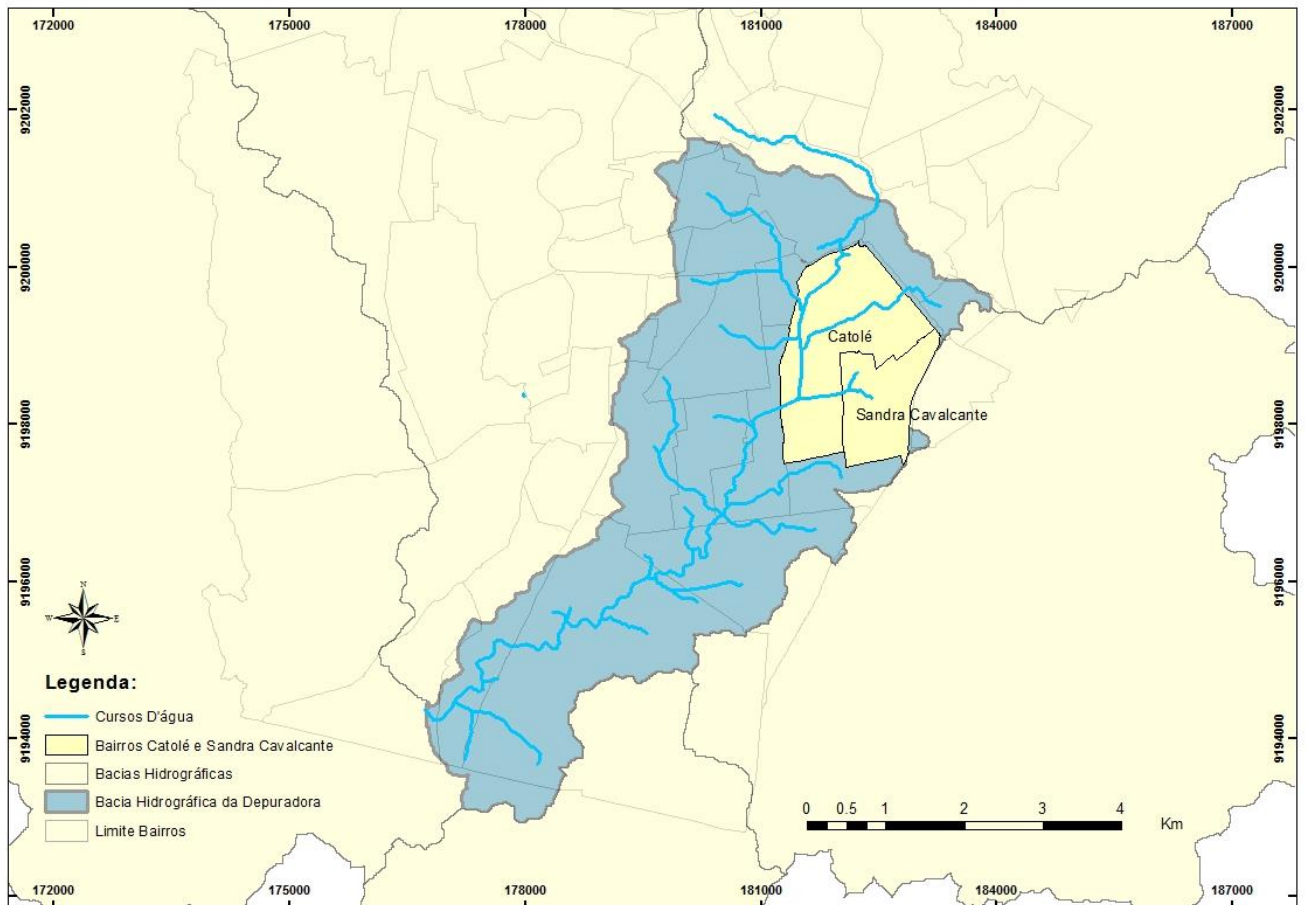 172000 175000 178000 181000 184000 187000
9202000 9202000
9200000 9200000
Catolé
Sandra Cavalcante
9198000 9198000
9196000 9196000
N
W E
S
Legenda:
Cursos D'água
Bairros Catolé e Sandra Cavalcante
Bacias Hidrográficas
Bacia Hidrográfica da Depuradora
Limite Bairros
9194000 9194000
0 0.5 1 2 3 4
Km
172000 175000 178000 181000 184000 187000